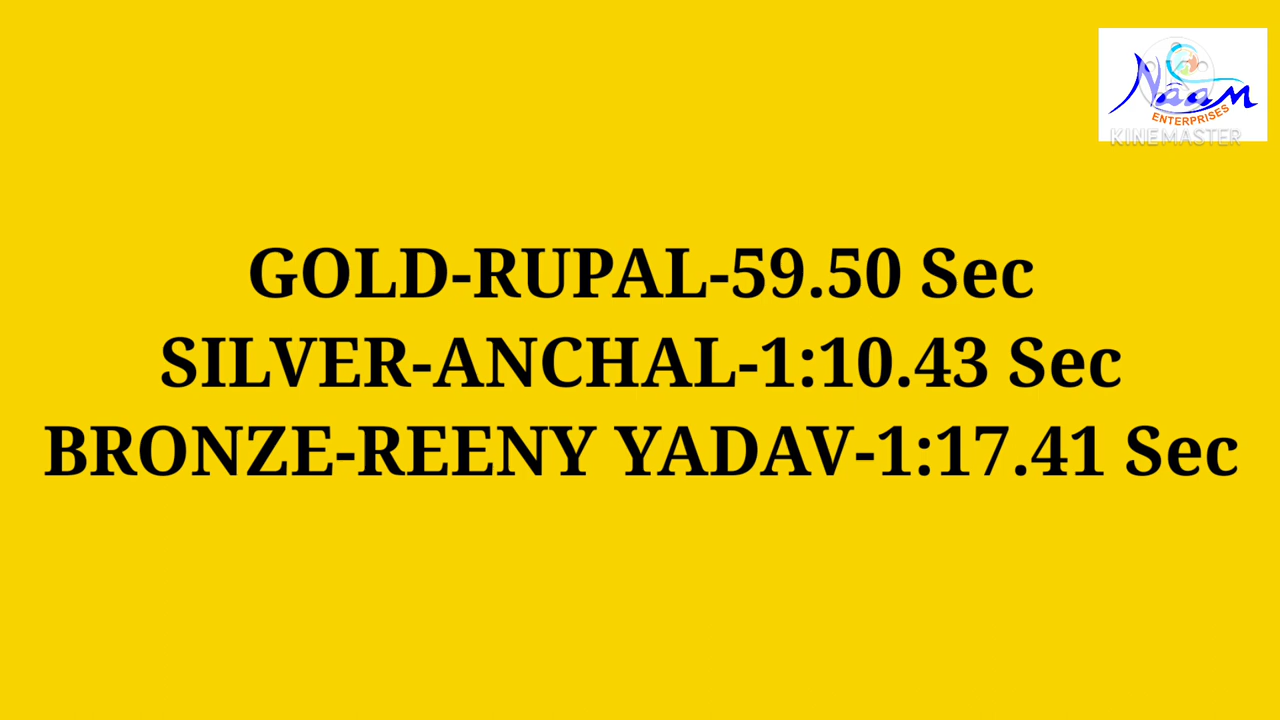 Naam
ENTERPRISES
KINEMASTER
GOLD-RUPAL-59.50 Sec
SILVER-ANCHAL-1:10.43 Sec
BRONZE-REENY YADAV-1:17.41 Sec